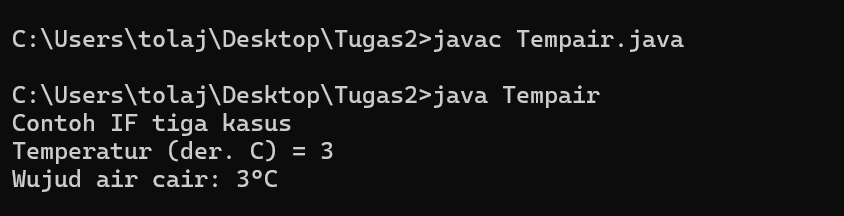 C:\Users\tolaj\Desktop\Tugas2>javac Tempair.java
C:\Users\tolaj\Desktop\Tugas2>java Tempair
Contoh IF tiga kasus
Temperatur (der. C) = 3
Wujud air cair: 3°C